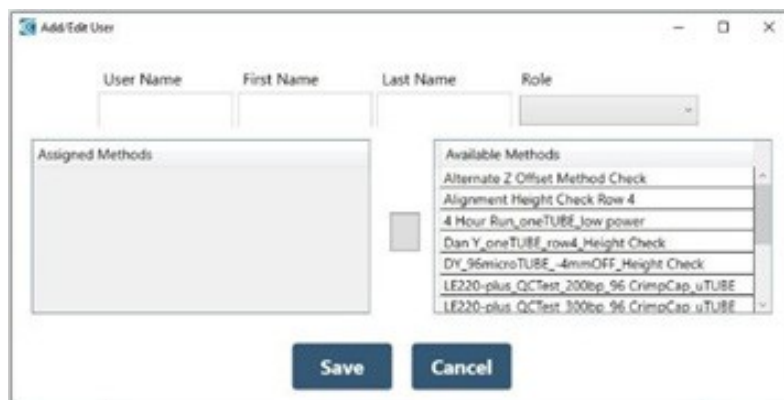 Add/Edit User
User Name First Name Last Name Role
Assigned Methods
Available Methods
Alternate Z Offset Method Check
Alignment Height Check Row 4
4 Hour Run_oneTUBE_low power
Dan Y_oneTUBE_row4_Height Check
DY_96microTUBE_-4mmOFF_Height Check
LE220-plus_QCTest_200bp_96 CrimpCap_uTUBE
LE220-plus_QCTest_300bp_96 CrimpCap_uTUBE
Save Cancel